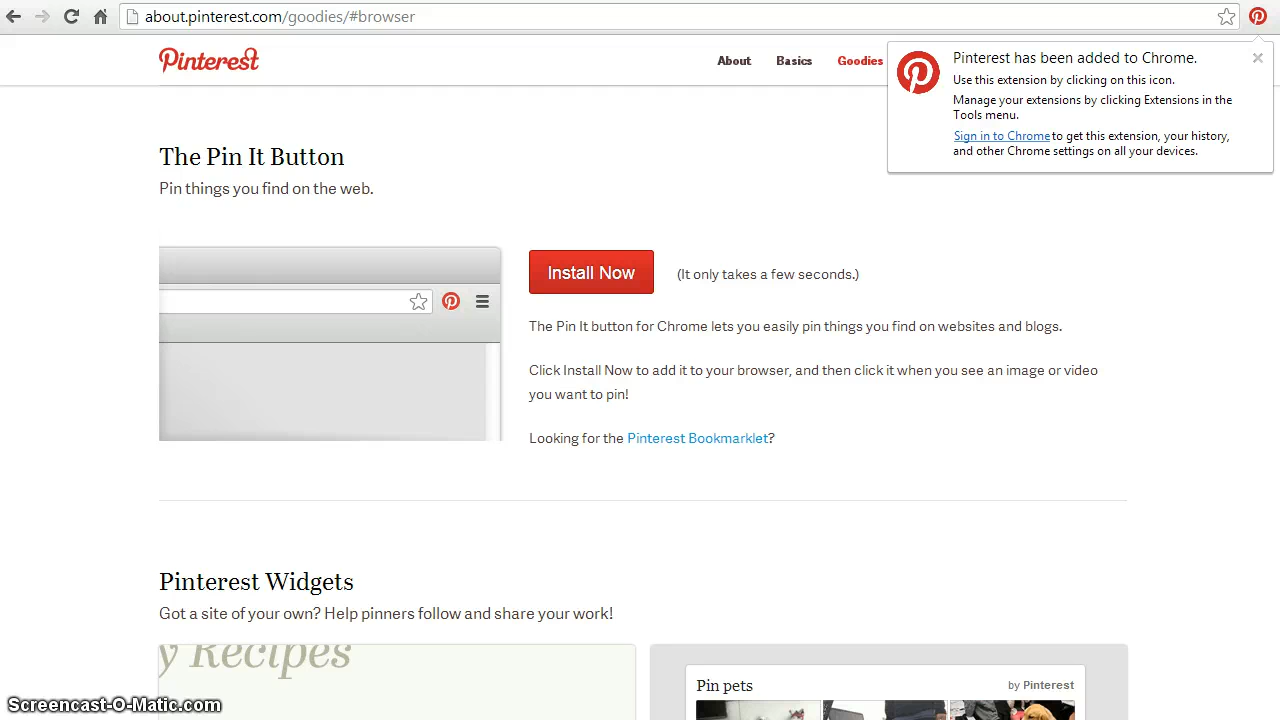 about.pinterest.com/goodies/#browser
Pinterest
About Basics Goodies
Pinterest has been added to Chrome.
Use this extension by clicking on this icon.
Manage your extensions by clicking Extensions in the
Tools menu.
Sign in to Chrome to get this extension, your history,
and other Chrome settings on all your devices.
The Pin It Button
Pin things you find on the web.
Install Now
(It only takes a few seconds.)
The Pin It button for Chrome lets you easily pin things you find on websites and blogs.
Click Install Now to add it to your browser, and then click it when you see an image or video
you want to pin!
Looking for the Pinterest Bookmarklet?
Pinterest Widgets
Got a site of your own? Help pinners follow and share your work!
y Recipes
Pin pets
by Pinterest
Screencast-O-Matic.com